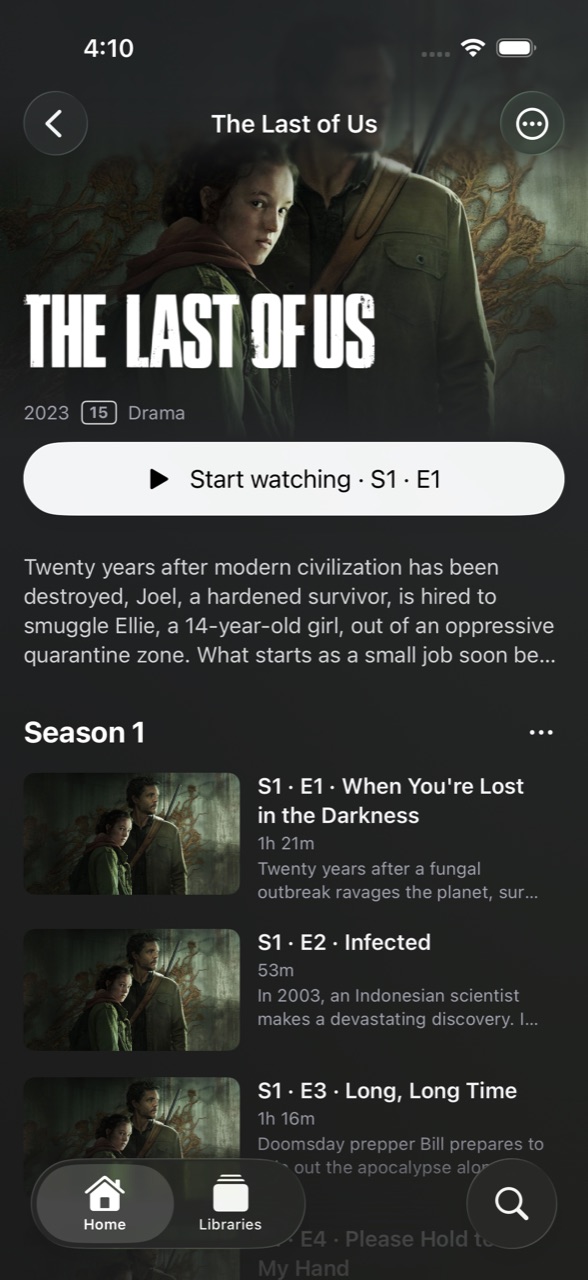 4:10
The Last of Us
THE LAST OF US
2023 15 Drama
Start watching · S1 · E1
Twenty years after modern civilization has been
destroyed, Joel, a hardened survivor, is hired to
smuggle Ellie, a 14-year-old girl, out of an oppressive
quarantine zone. What starts as a small job soon be...
Season 1
S1 · E1 · When You're Lost
in the Darkness
1h 21m
Twenty years after a fungal
outbreak ravages the planet, sur...
S1 · E2 · Infected
53m
In 2003, an Indonesian scientist
makes a devastating discovery. I...
S1 · E3 · Long, Long Time
1h 16m
Doomsday prepper Bill prepares to
out the apocalypse
· E4 · Please Hold
My Hand
Home
Libraries